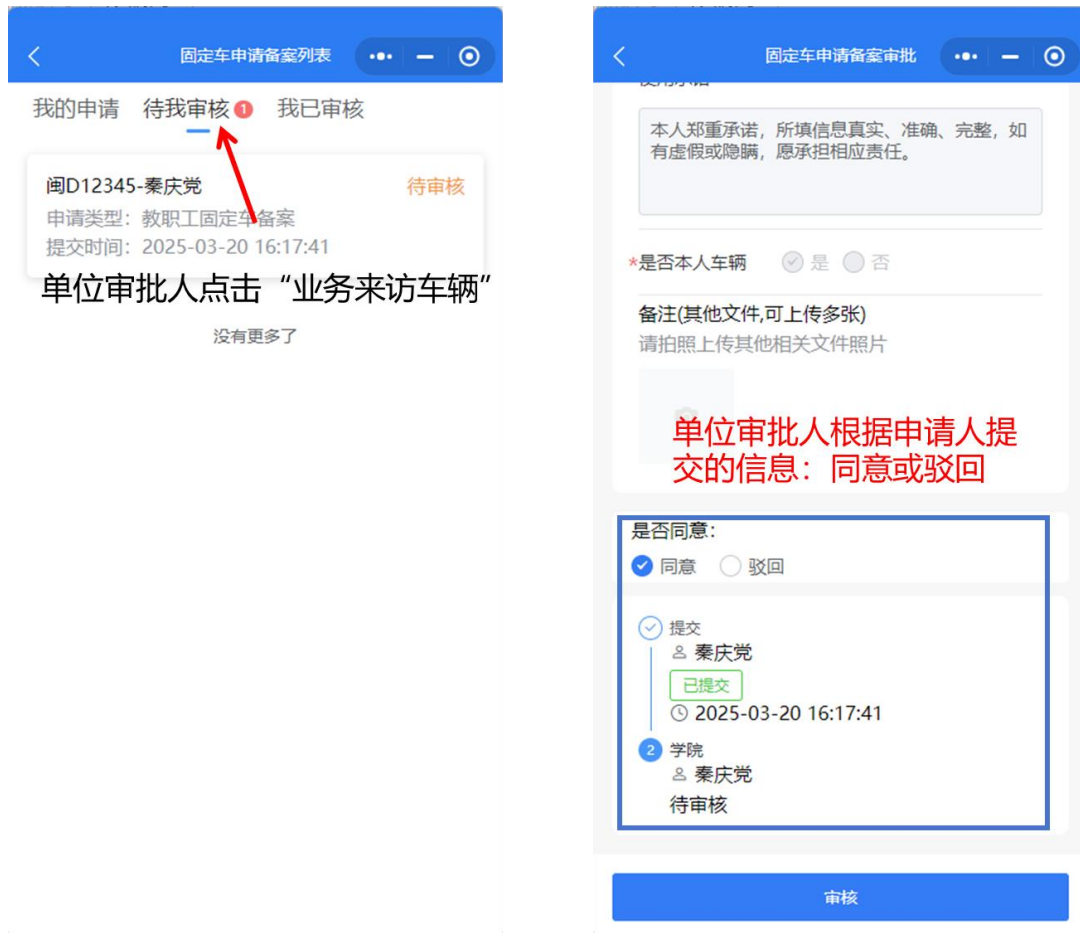 固定车申请备案列表
我的申请 待我审核 1 我已审核
闽D12345-秦庆党 待审核
申请类型：教职工固定车备案
提交时间：2025-03-20 16:17:41
单位审批人点击“业务来访车辆”
没有更多了
固定车申请备案审批
本人郑重承诺，所填信息真实、准确、完整，如
有虚假或隐瞒，愿承担相应责任。
*是否本人车辆 是 否
备注(其他文件,可上传多张)
请拍照上传其他相关文件照片
单位审批人根据申请人提
交的信息：同意或驳回
是否同意：
同意 驳回
提交
秦庆党
已提交
2025-03-20 16:17:41
2 学院
秦庆党
待审核
审核